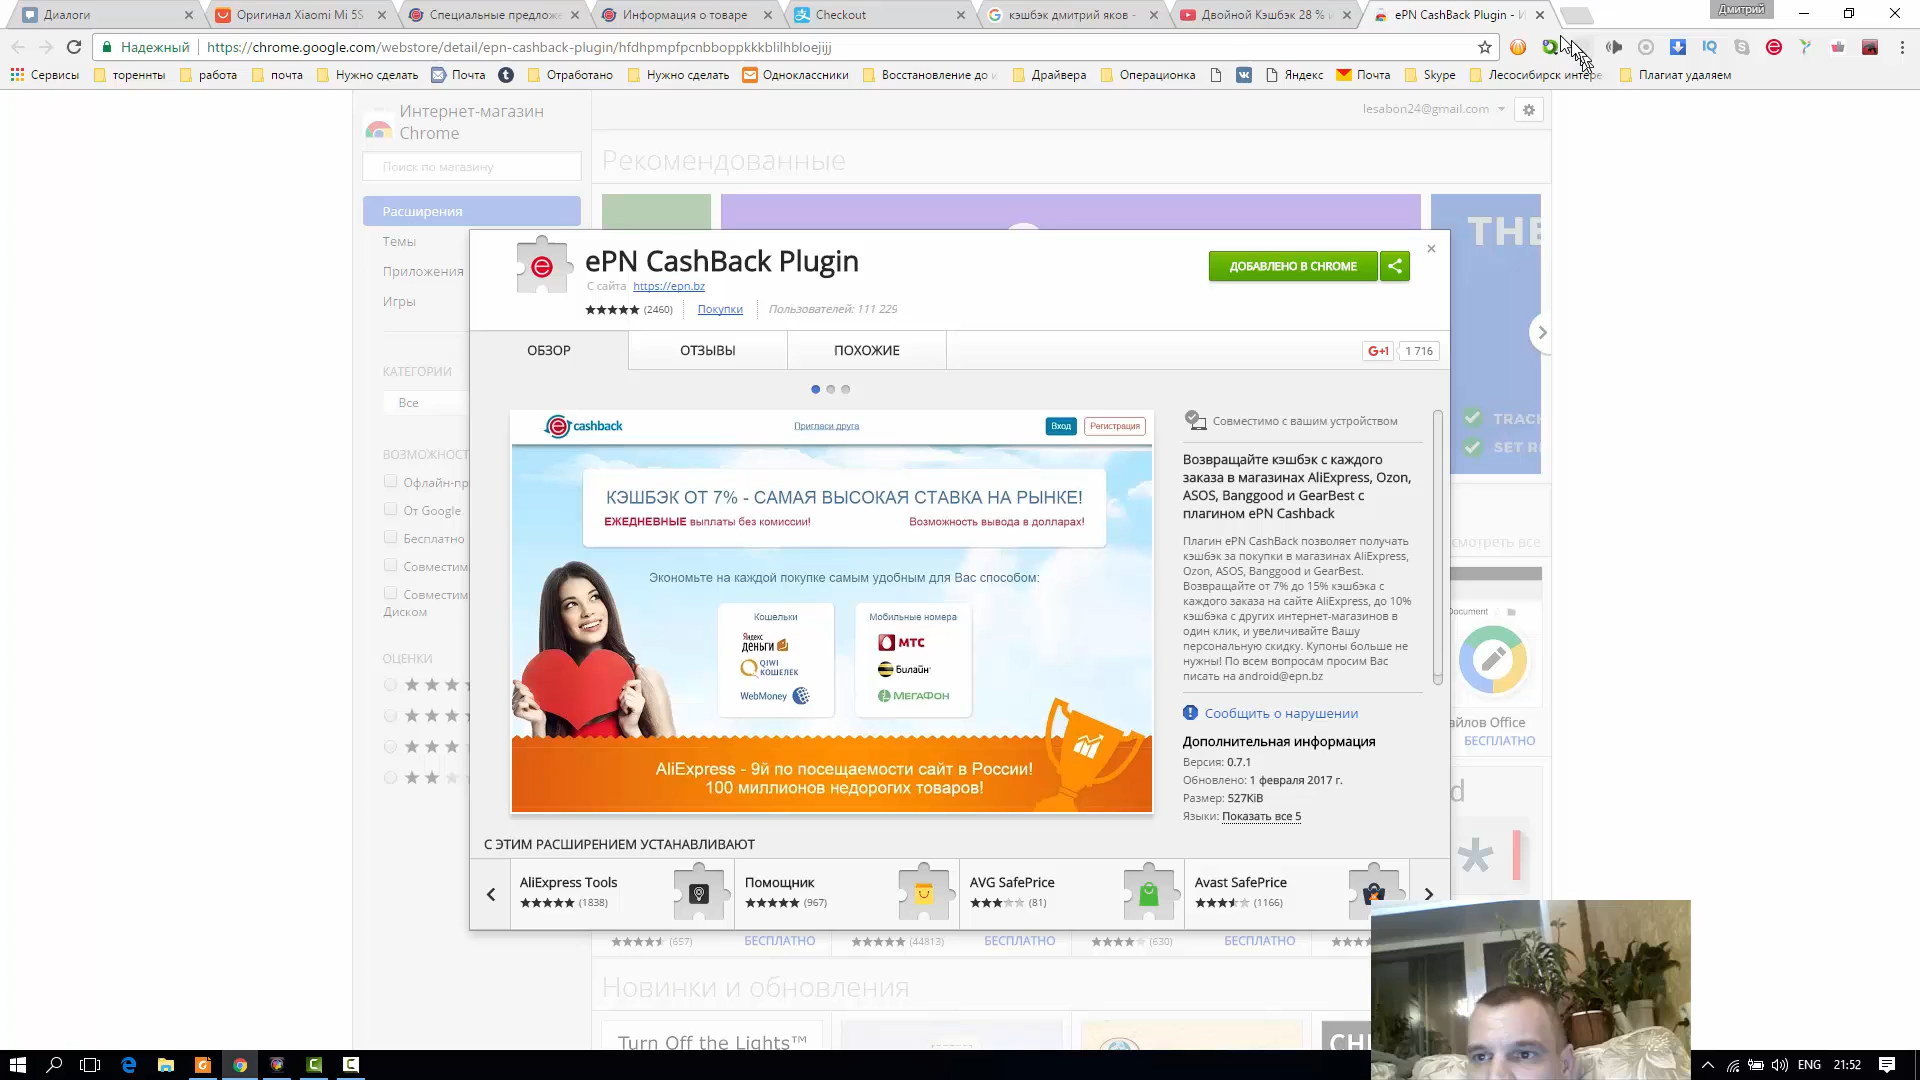 Диалоги
Оригинал Xiaomi Mi 5S
Специальные предлож
Информация о товаре
Checkout
кэшбэк дмитрий яков -
Двойной Кэшбэк 28 %
ePN CashBack Plugin -
Дмитрий
Надежный
https://chrome.google.com/webstore/detail/epn-cashback-plugin/hfdhpmpfpcnbboppkkkblilhbloejijj
Сервисы
торенты
работа
почта
Нужно сделать
Почта
Отработано
Нужно сделать
Одноклассники
Восстановление до
Драйвера
Операционка
Яндекс
Почта
Skype
Лесосибирск интере
Плагиат удаляем
Интернет-магазин
Chrome
lesabon24@gmail.com
Поиск по магазину
Рекомендованные
Расширения
Темы
Приложения
Игры
КАТЕГОРИИ
Все
ВОЗМОЖНОСТ
Офлайн-пр
От Google
Бесплатно
Совместим
Совместим
Диском
ОЦЕНКИ
THE
TRACK
SET R
ePN CashBack Plugin
С сайта https://epn.bz
(2460)
Покупки
Пользователей: 111 229
ДОБАВЛЕНО В CHROME
ОБЗОР
ОТЗЫВЫ
ПОХОЖИЕ
G+1
1 716
cashback
Пригласи друга
Вход
Регистрация
КЭШБЭК ОТ 7% - САМАЯ ВЫСОКАЯ СТАВКА НА РЫНКЕ!
ЕЖЕДНЕВНЫЕ выплаты без комиссии!
Возможность вывода в долларах!
Экономьте на каждой покупке самым удобным для Вас способом:
Кошельки
Яндекс
деньги
QIWI
КОШЕЛЕК
WebMoney
Мобильные номера
МТС
Билайн
МЕГАФОН
AliExpress - 9й по посещаемости сайт в России!
100 миллионов недорогих товаров!
Совместимо с вашим устройством
Возвращайте кэшбэк с каждого
заказа в магазинах AliExpress, Ozon,
ASOS, Banggood и GearBest с
плагином ePN Cashback
Плагин ePN CashBack позволяет получать
кэшбэк за покупки в магазинах AliExpress,
Ozon, ASOS, Banggood и GearBest.
Возвращайте от 7% до 15% кэшбэка с
каждого заказа на сайте AliExpress, до 10%
кэшбэка с других интернет-магазинов в
один клик, и увеличивайте Вашу
персональную скидку. Купоны больше не
нужны! По всем вопросам просим Вас
писать на android@epn.bz
Сообщить о нарушении
Дополнительная информация
Версия: 0.7.1
Обновлено: 1 февраля 2017 г.
Размер: 527KiB
Языки: Показать все 5
смотреть все
Document
айлов Office
БЕСПЛАТНО
d
С ЭТИМ РАСШИРЕНИЕМ УСТАНАВЛИВАЮТ
AliExpress Tools
(1838)
Помощник
(967)
AVG SafePrice
(81)
Avast SafePrice
(1166)
(657)
БЕСПЛАТНО
(44813)
БЕСПЛАТНО
(630)
БЕСПЛАТНО
Новинки и обновления
Turn Off the Lights™
CHI
ENG
21:52